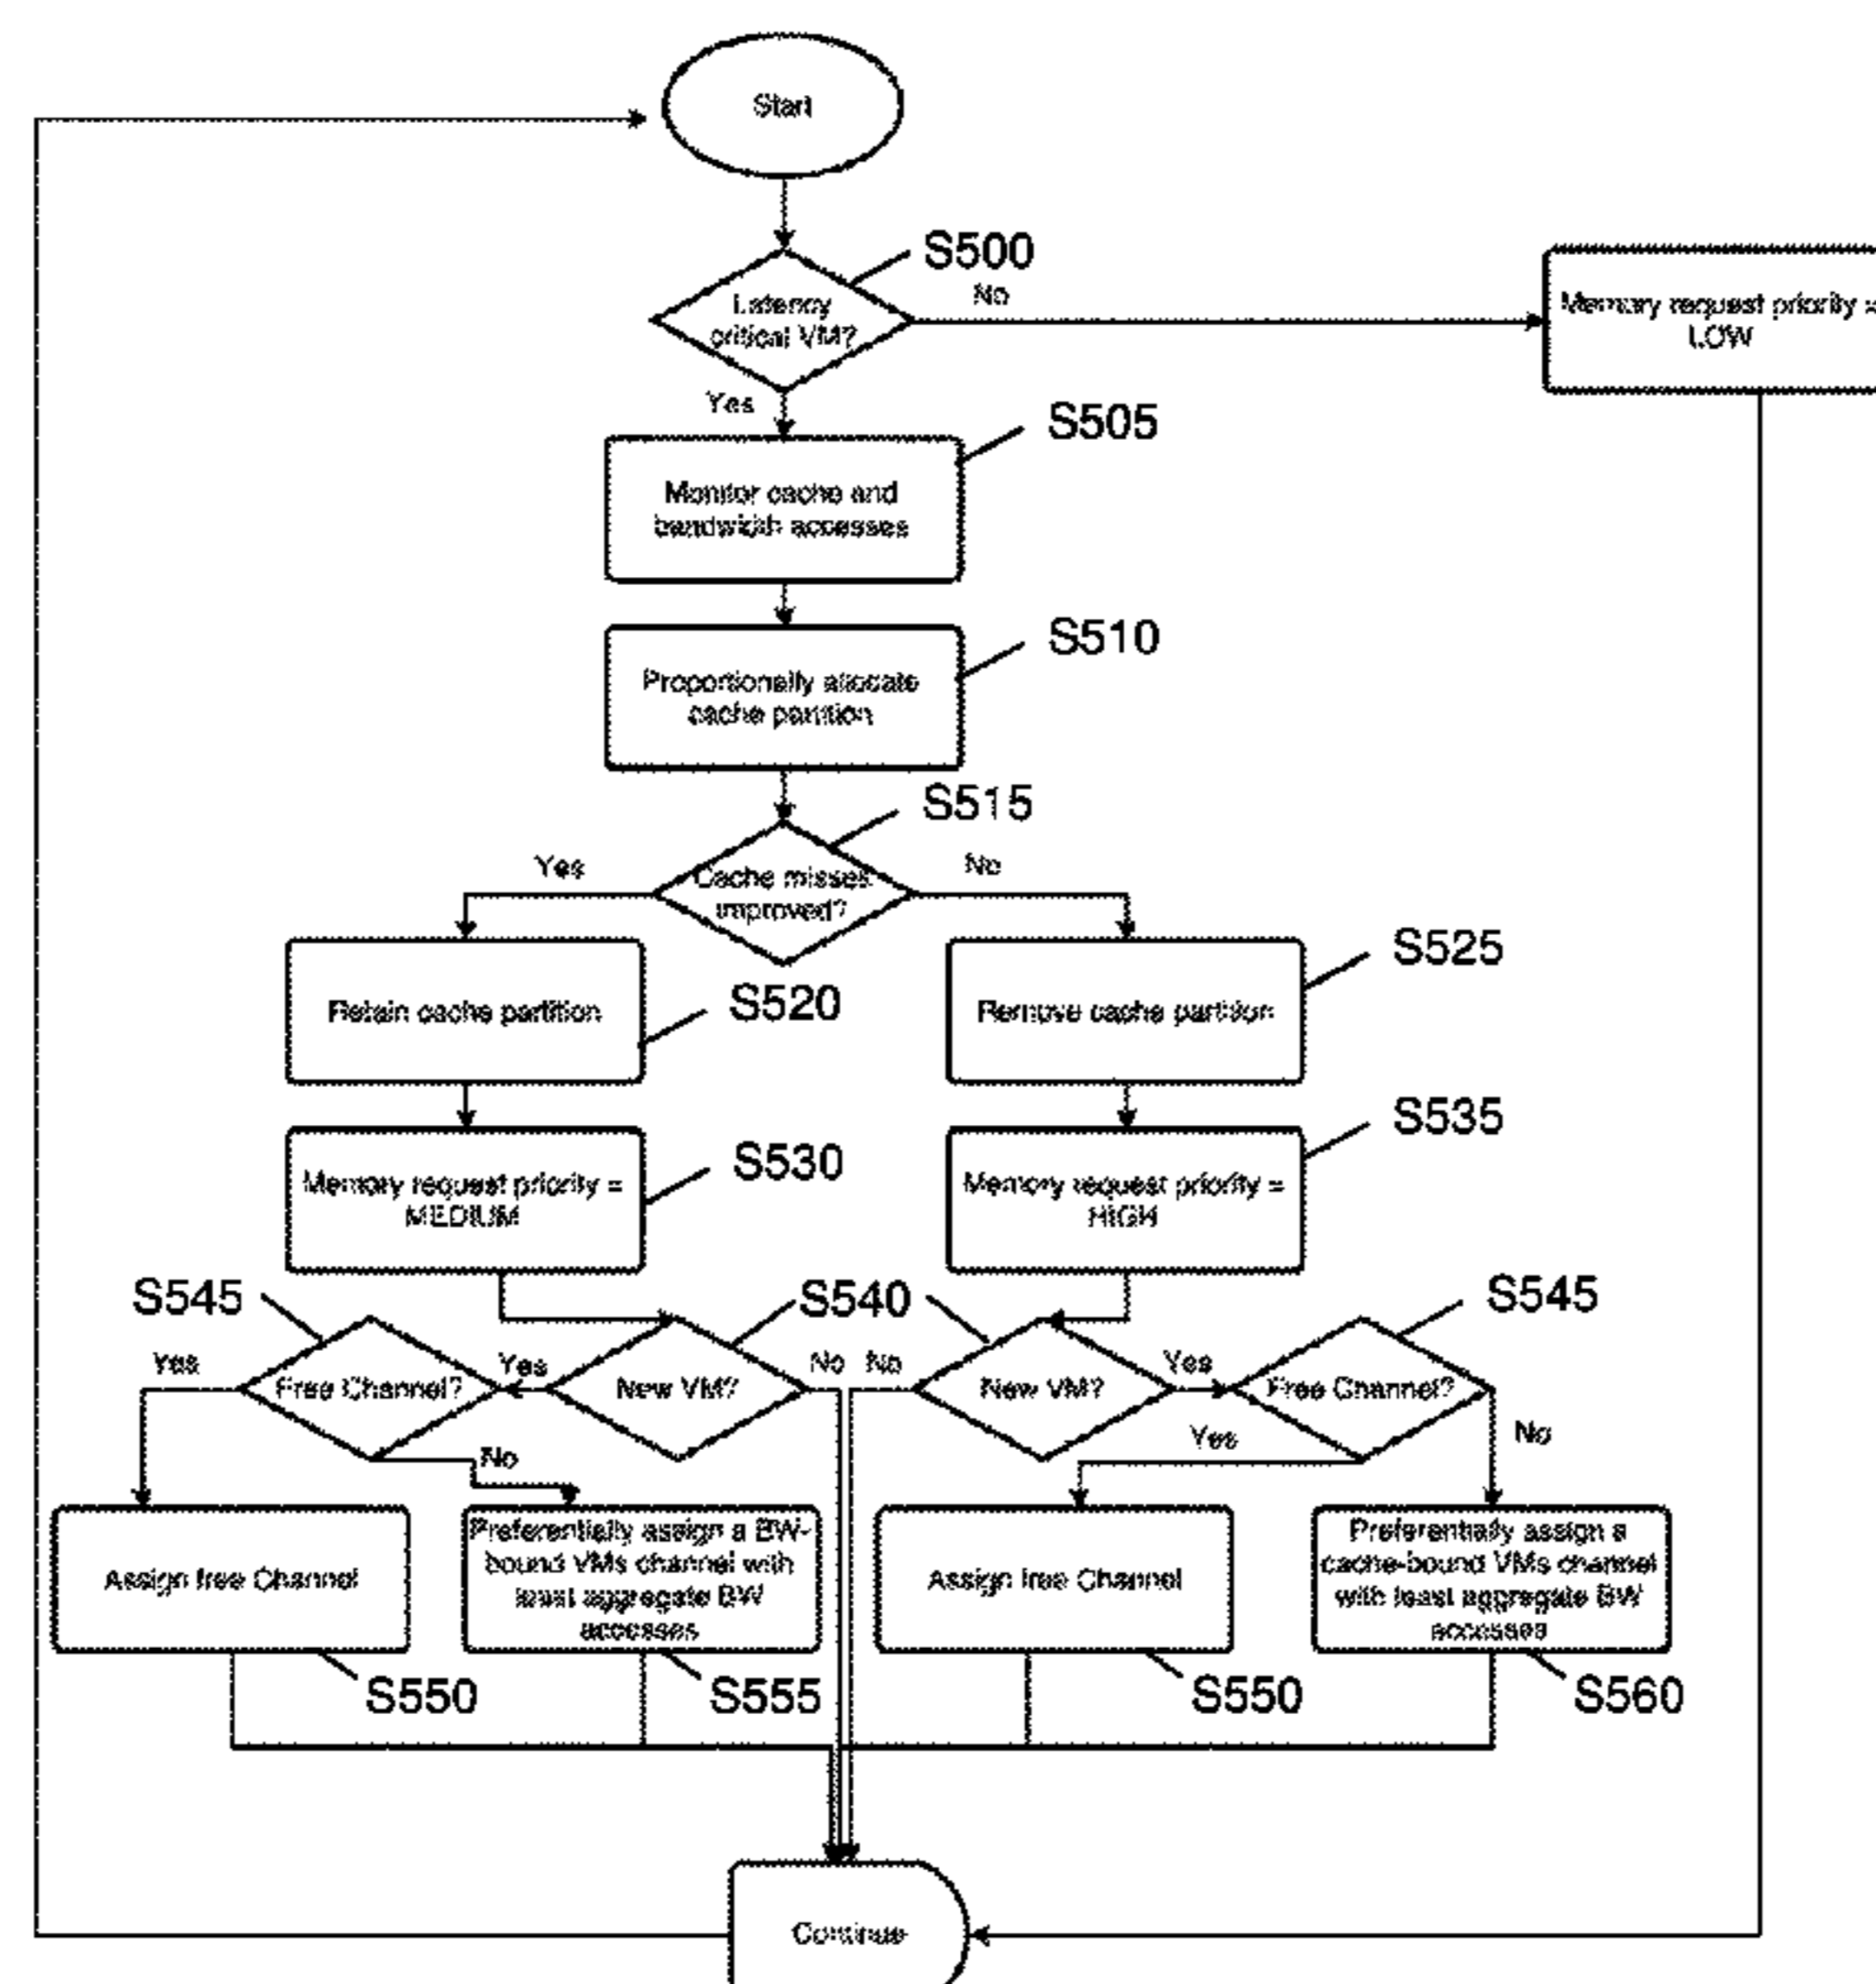 Start
S500
No
Latency
critical VM?
Memory request priority =
LOW
Yes
S505
Monitor cache and
bandwidth accesses
S510
Proportionally allocate
cache partition
S515
Yes
No
Cache misses
improved?
S525
S520
Retain cache partition
Remove cache partition
S535
S530
Memory request priority =
MEDIUM
Memory request priority =
HIGH
S545
S540
S545
Yes
Free Channel?
Yes
New VM?
No
No
New VM?
Yes
Free Channel?
No
Yes
No
Assign free Channel
Preferentially assign a BW-
bound VMs channel with
least aggregate BW
accesses
Assign free Channel
Preferentially assign a
cache-bound VMs channel
with least aggregate BW
accesses
S550
S555
S550
S560
Continue